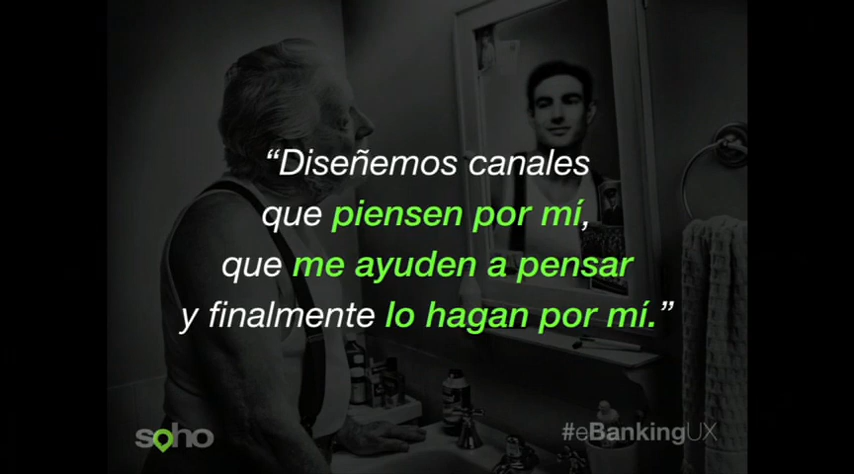 “Diseñemos canales
que piensen por mí,
que me ayuden a pensar
y finalmente lo hagan por mí.”
soho
#eBankingUX